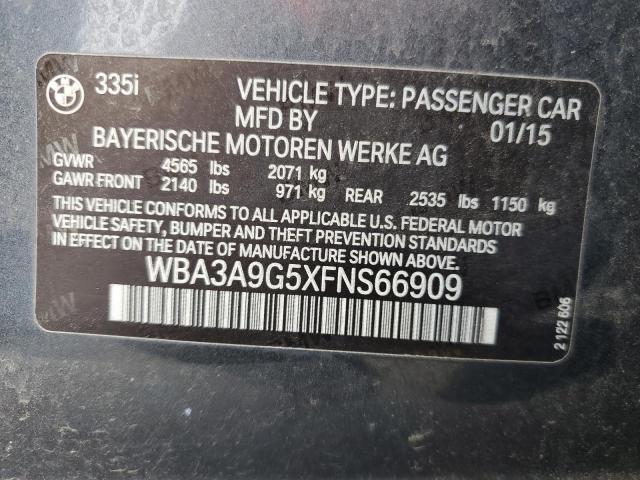 BMW 335i VEHICLE TYPE: PASSENGER CAR
MFD BY 01/15
BAYERISCHE MOTOREN WERKE AG
GVWR 4565 lbs 2071 kg
GAWR FRONT 2140 lbs 971 kg REAR 2535 lbs 1150 kg
THIS VEHICLE CONFORMS TO ALL APPLICABLE U.S. FEDERAL MOTOR
VEHICLE SAFETY, BUMPER AND THEFT PREVENTION STANDARDS
IN EFFECT ON THE DATE OF MANUFACTURE SHOWN ABOVE.
WBA3A9G5XFNS66909
2 122 606